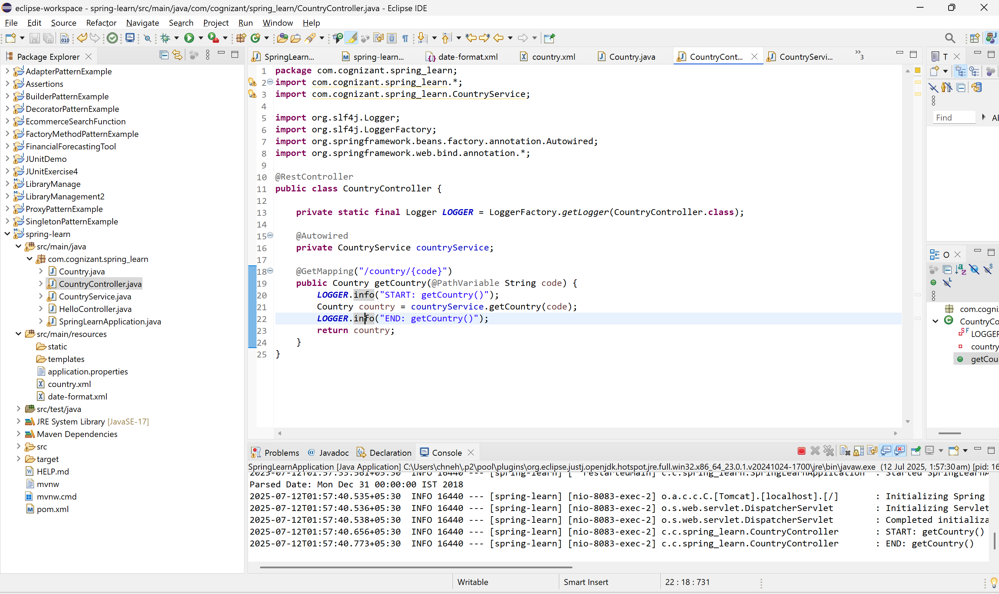 eclipse-workspace - spring-learn/src/main/java/com/cognizant/spring_learn/CountryController.java - Eclipse IDE
File Edit Source Refactor Navigate Search Project Run Window Help
Package Explorer
AdapterPatternExample
Assertions
BuilderPatternExample
DecoratorPatternExample
EcommerceSearchFunction
FactoryMethodPatternExample
FinancialForecastingTool
JUnitDemo
JUnitExercise4
LibraryManage
LibraryManagement2
ProxyPatternExample
SingletonPatternExample
spring-learn
src/main/java
com.cognizant.spring_learn
Country.java
CountryController.java
CountryService.java
HelloController.java
SpringLearnApplication.java
src/main/resources
static
templates
application.properties
country.xml
date-format.xml
src/test/java
JRE System Library [JavaSE-17]
Maven Dependencies
src
target
HELP.md
mvnw
mvnw.cmd
pom.xml
SpringLearn... spring-learn... date-format.xml country.xml Country.java CountryCont... CountryServi... »3
1 package com.cognizant.spring_learn;
2 import com.cognizant.spring_learn.*;
3 import com.cognizant.spring_learn.CountryService;
4
5 import org.slf4j.Logger;
6 import org.slf4j.LoggerFactory;
7 import org.springframework.beans.factory.annotation.Autowired;
8 import org.springframework.web.bind.annotation.*;
9
10 @RestController
11 public class CountryController {
12
13 private static final Logger LOGGER = LoggerFactory.getLogger(CountryController.class);
14
15 @Autowired
16 private CountryService countryService;
17
18 @GetMapping("/country/{code}")
19 public Country getCountry(@PathVariable String code) {
20 LOGGER.info("START: getCountry()");
21 Country country = countryService.getCountry(code);
22 LOGGER.info("END: getCountry()");
23 return country;
24 }
25 }
T
Find Al
O
com.cogni
CountryCo
LOGGER
country
getCou
Problems Javadoc Declaration Console
SpringLearnApplication [Java Application] C:\Users\chneh\.p2\pool\plugins\org.eclipse.justj.openjdk.hotspot.jre.full.win32.x86_64_23.0.1.v20241024-1700\jre\bin\javaw.exe (12 Jul 2025, 1:57:30 am) [pid: 16
2025-07-12T01:57:33.561+05:30 INFO 16440 --- [spring-learn] [ restartedMain] c.c.spring_learn.SpringLearnApplication : Started SpringLearnA
Parsed Date: Mon Dec 31 00:00:00 IST 2018
2025-07-12T01:57:40.535+05:30 INFO 16440 --- [spring-learn] [nio-8083-exec-2] o.a.c.c.C.[Tomcat].[localhost].[/] : Initializing Spring
2025-07-12T01:57:40.536+05:30 INFO 16440 --- [spring-learn] [nio-8083-exec-2] o.s.web.servlet.DispatcherServlet : Initializing Servlet
2025-07-12T01:57:40.538+05:30 INFO 16440 --- [spring-learn] [nio-8083-exec-2] o.s.web.servlet.DispatcherServlet : Completed initializa
2025-07-12T01:57:40.656+05:30 INFO 16440 --- [spring-learn] [nio-8083-exec-2] c.c.spring_learn.CountryController : START: getCountry()
2025-07-12T01:57:40.773+05:30 INFO 16440 --- [spring-learn] [nio-8083-exec-2] c.c.spring_learn.CountryController : END: getCountry()
Writable Smart Insert 22 : 18 : 731